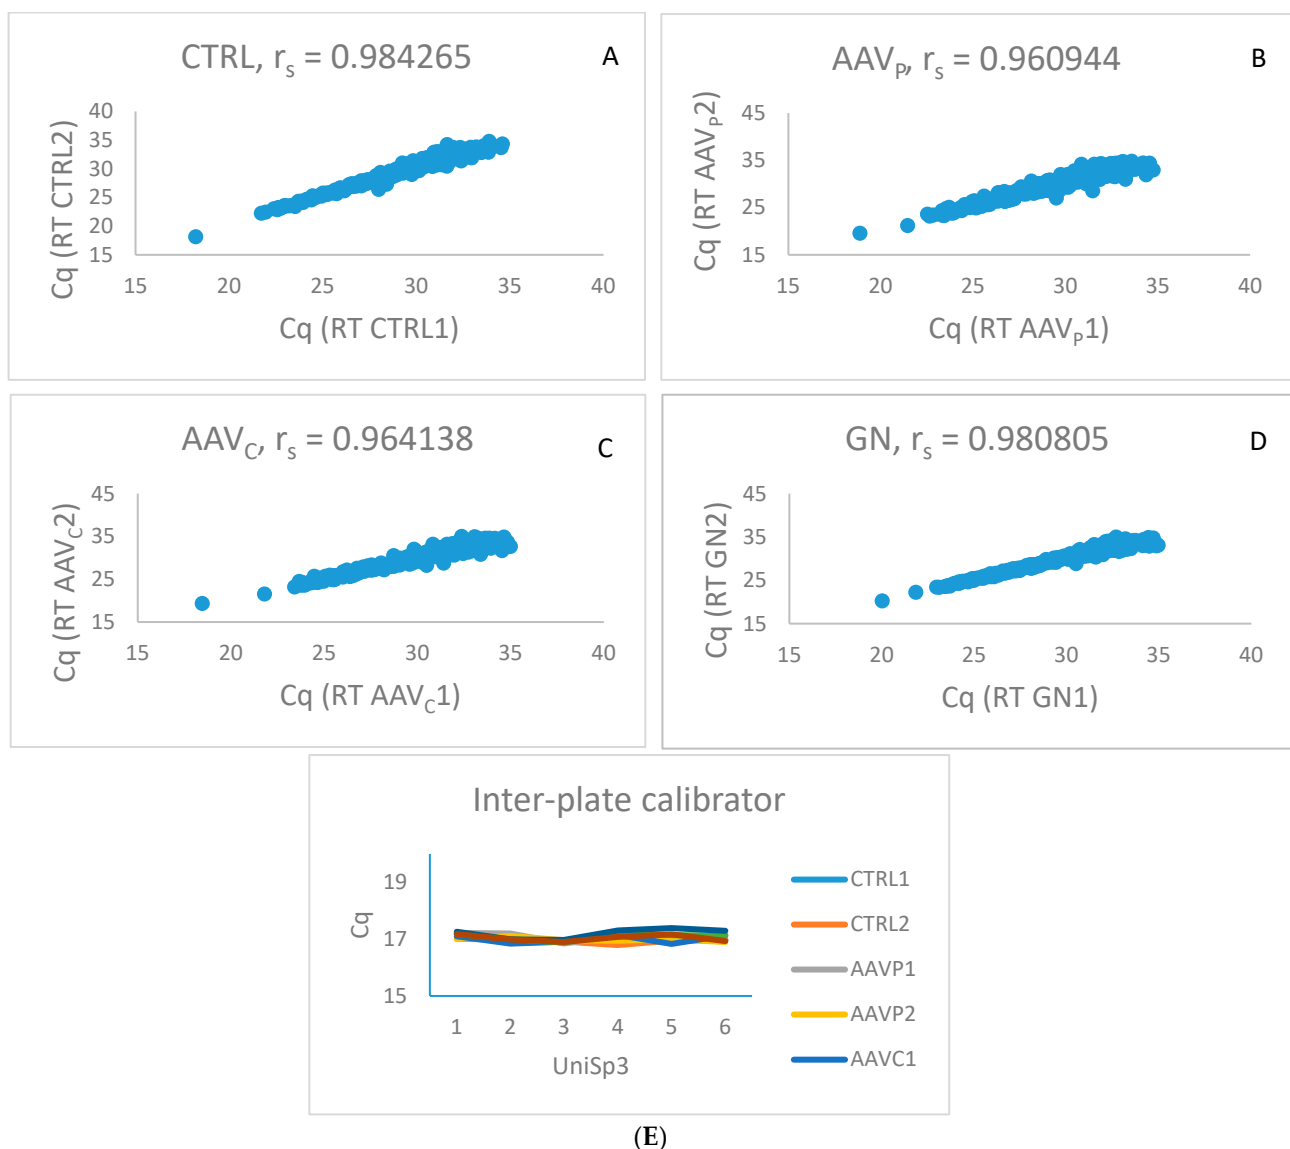 CTRL, rs = 0.984265
A
Cq (RT CTRL2)
40
35
30
25
20
15
15 20 25 30 35 40
Cq (RT CTRL1)
AAVP, rs = 0.960944
B
Cq (RT AAVP2)
45
35
25
15
15 20 25 30 35 40
Cq (RT AAVP1)
AAVC, rs = 0.964138
C
Cq (RT AAVC2)
45
35
25
15
15 20 25 30 35 40
Cq (RT AAVC1)
GN, rs = 0.980805
D
Cq (RT GN2)
45
35
25
15
15 20 25 30 35 40
Cq (RT GN1)
Inter-plate calibrator
Cq
19
17
15
1 2 3 4 5 6
UniSp3
CTRL1
CTRL2
AAVP1
AAVP2
AAVC1
(E)